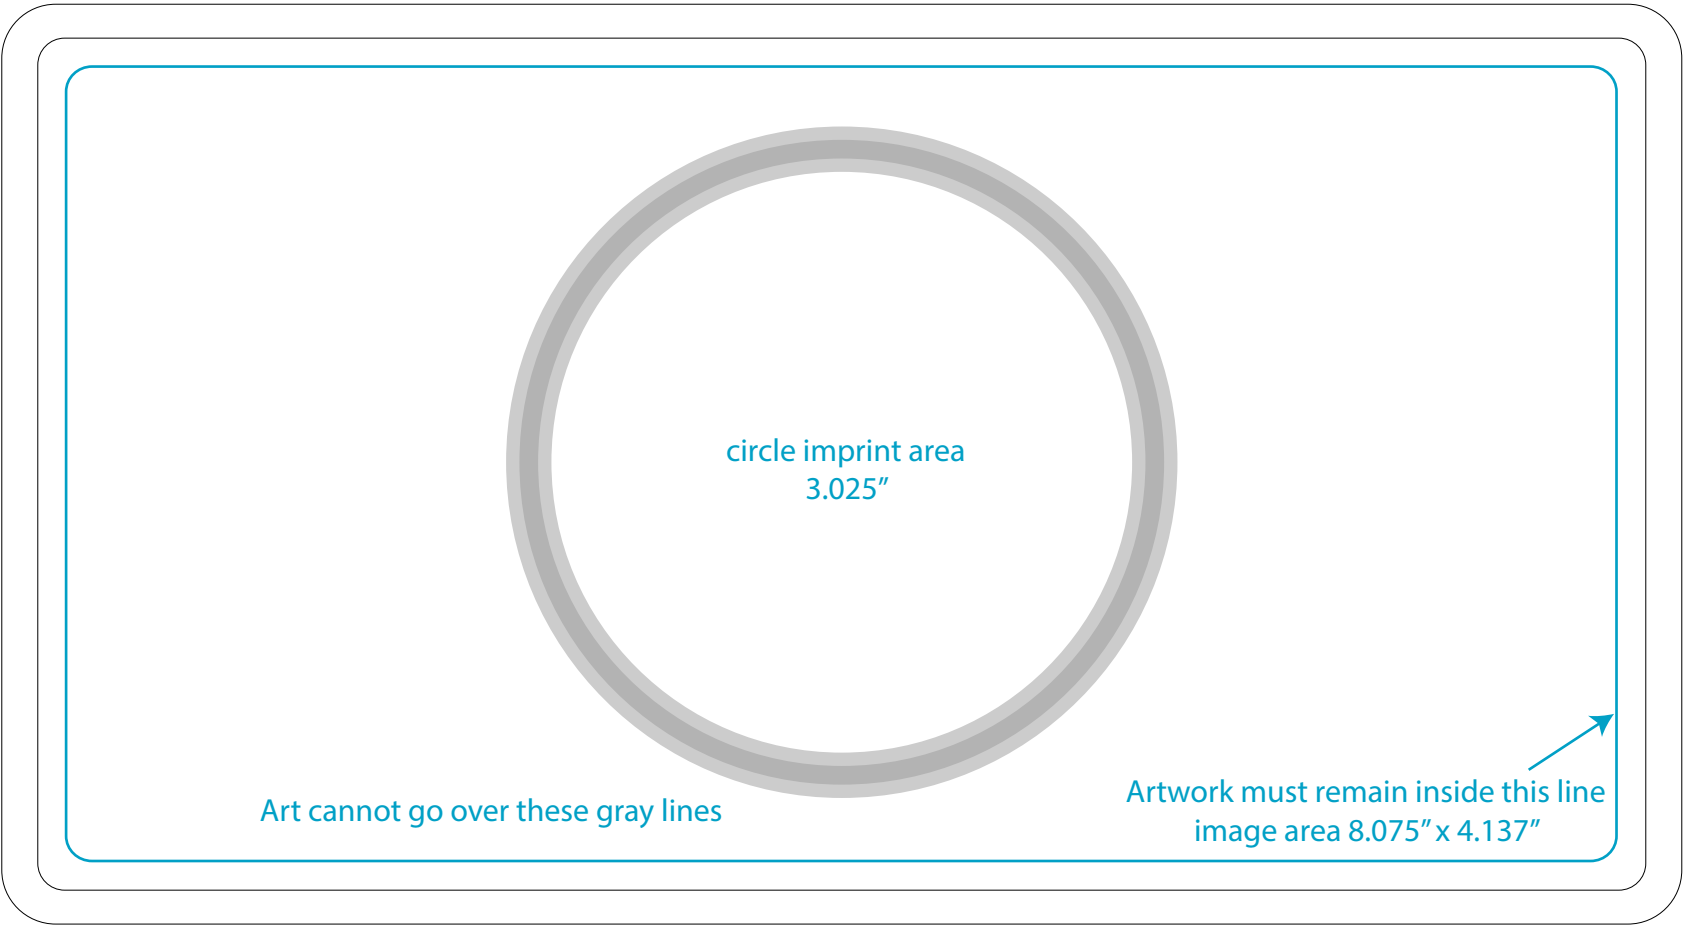 circle imprint area
3.025”
Art cannot go over these gray lines
Artwork must remain inside this line
image area 8.075” x 4.137”